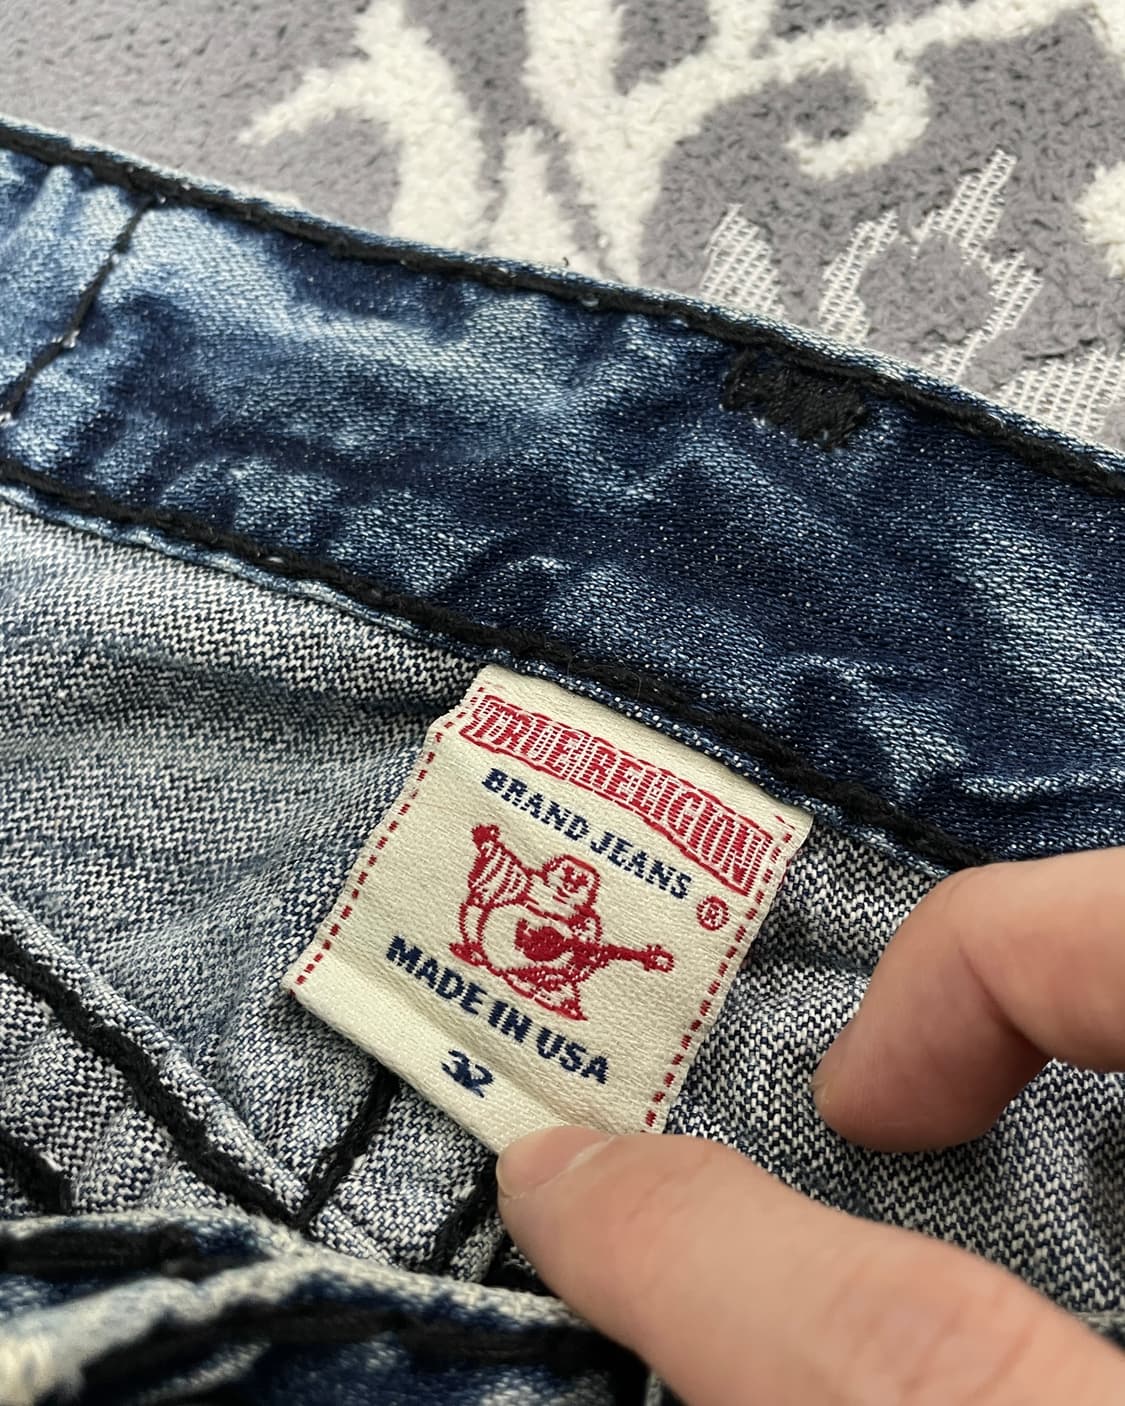 TRUE RELIGION
BRAND JEANS
®
MADE IN USA
32